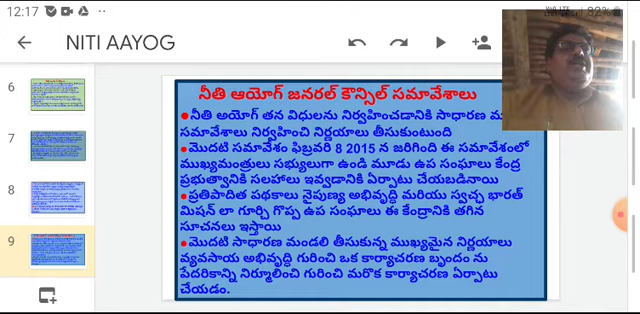 12:17
82%
NITI AAYOG
6
7
8
9
నీతి ఆయోగ్ జనరల్ కౌన్సిల్ సమావేశాలు
●నీతి అయోగ్ తన విధులను నిర్వహించడానికి సాధారణ
సమావేశాలు నిర్వహించి నిర్ణయాలు తీసుకుంటుంది
●మొదటి సమావేశం ఫిబ్రవరి 8 2015 న జరిగింది ఈ సమావేశంలో
ముఖ్యమంత్రులు సభ్యులుగా ఉండి మూడు ఉప సంఘాలు కేంద్ర
ప్రభుత్వానికి సలహాలు ఇవ్వడానికి ఏర్పాటు చేయబడినాయి
●ప్రతిపాదిత పథకాలు నైపుణ్య అభివృద్ధి మరియు స్వచ్ఛ భారత్
మిషన్ లా గూర్చి గొప్ప ఉప సంఘాలు ఈ కేంద్రానికి తగిన
సూచనలు ఇస్తాయి
●మొదటి సాధారణ మండలి తీసుకున్న ముఖ్యమైన నిర్ణయాలు
వ్యవసాయ అభివృద్ధి గురించి ఒక కార్యాచరణ బృందం ను
పేదరికాన్ని నిర్మూలించి గురించి మరొక కార్యాచరణ ఏర్పాటు
చేయడం.